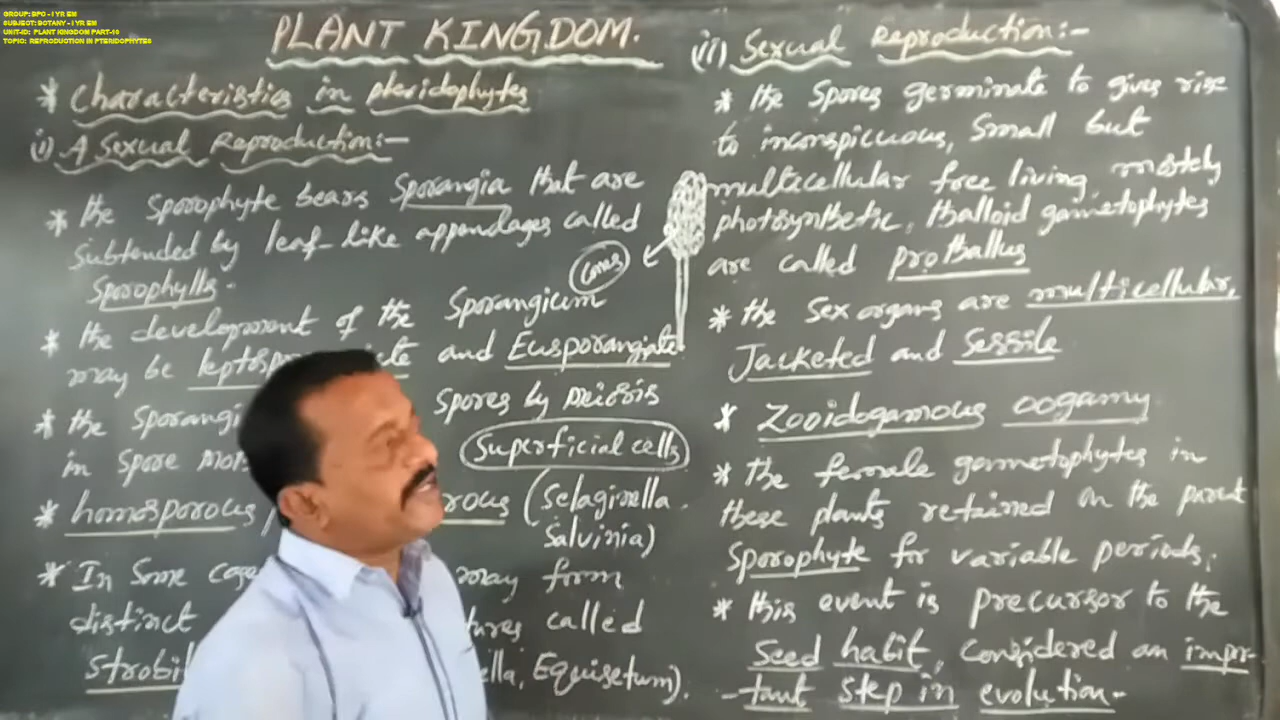 GROUP: BPC - I YR EM
SUBJECT: BOTANY - I YR EM
UNIT-ID: PLANT KINGDOM PART-10
TOPIC: REPRODUCTION IN PTERIDOPHYTES
PLANT KINGDOM.
* Characteristics in pteridophytes
i) A Sexual Reproduction:-
* the sporophyte bears Sporangia that are
subtended by leaf-like appendages called
Sporophylls.
Cones
* the development of the Sporangium
may be and Eusporangiate
* the spores by meiosis
in spore
Superficial cells
* homosporous (Selaginella.
Salvinia)
* In Some may form
distinct called
Equisetum).
ii) Sexual Reproduction:-
* the Spores germinate to gives rise
to inconspicuous, Small but
multicellular free living, mostely
photosynthetic, thalloid gametophytes
are called prothallus
* the Sex organs are multicellular,
Jacketed and Sessile
* Zooidogamous oogamy
* the female gametophytes in
these plants retained on the parent
Sporophyte for variable periods.
* this event is precursor to the
Seed habit, Considered an impr-
-tant step in evolution-